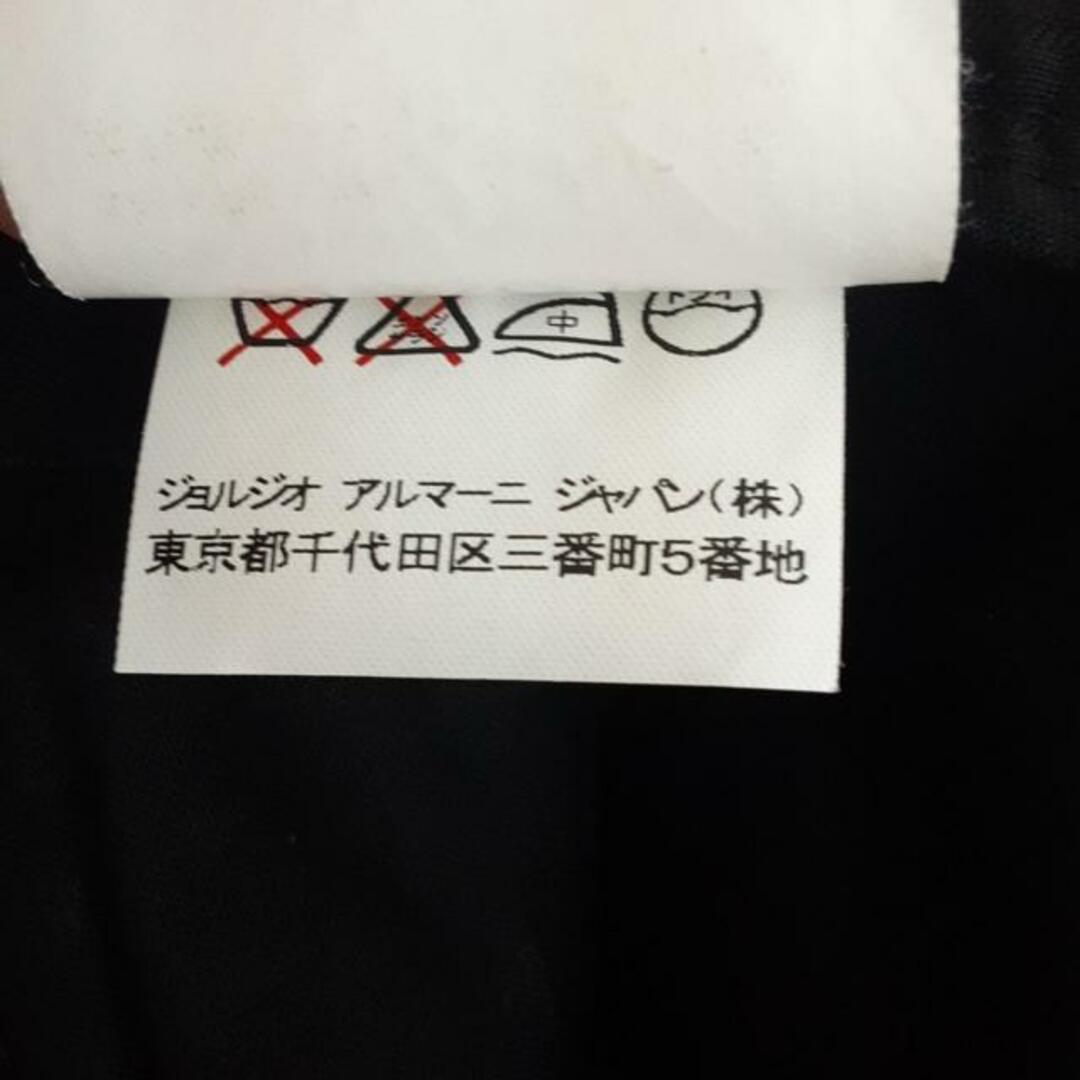 中
ジョルジオ アルマーニ ジャパン(株)
東京都千代田区三番町5番地